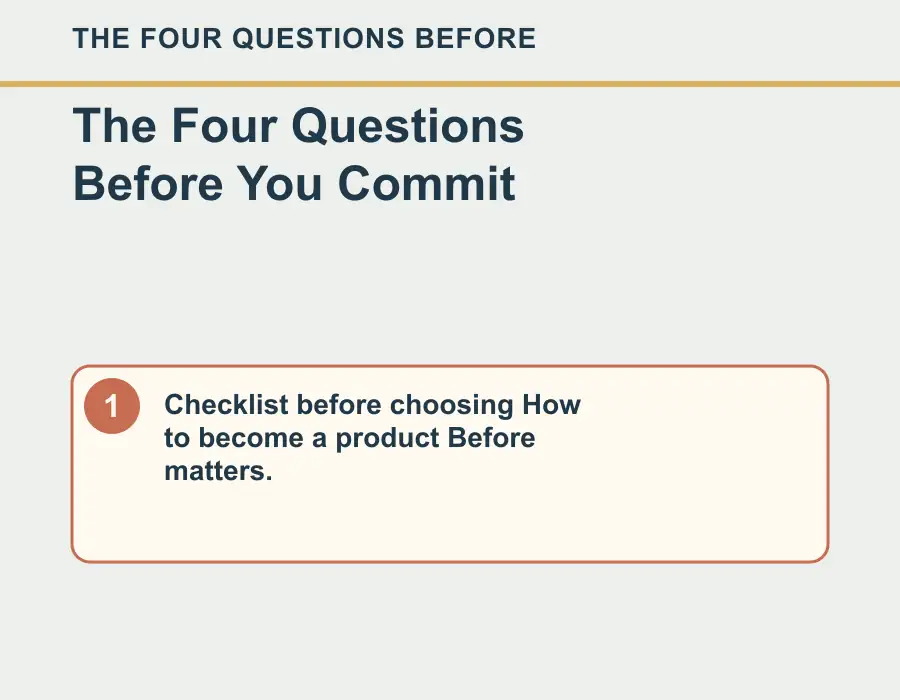 THE FOUR QUESTIONS BEFORE
The Four Questions
Before You Commit
1
Checklist before choosing How
to become a product Before
matters.